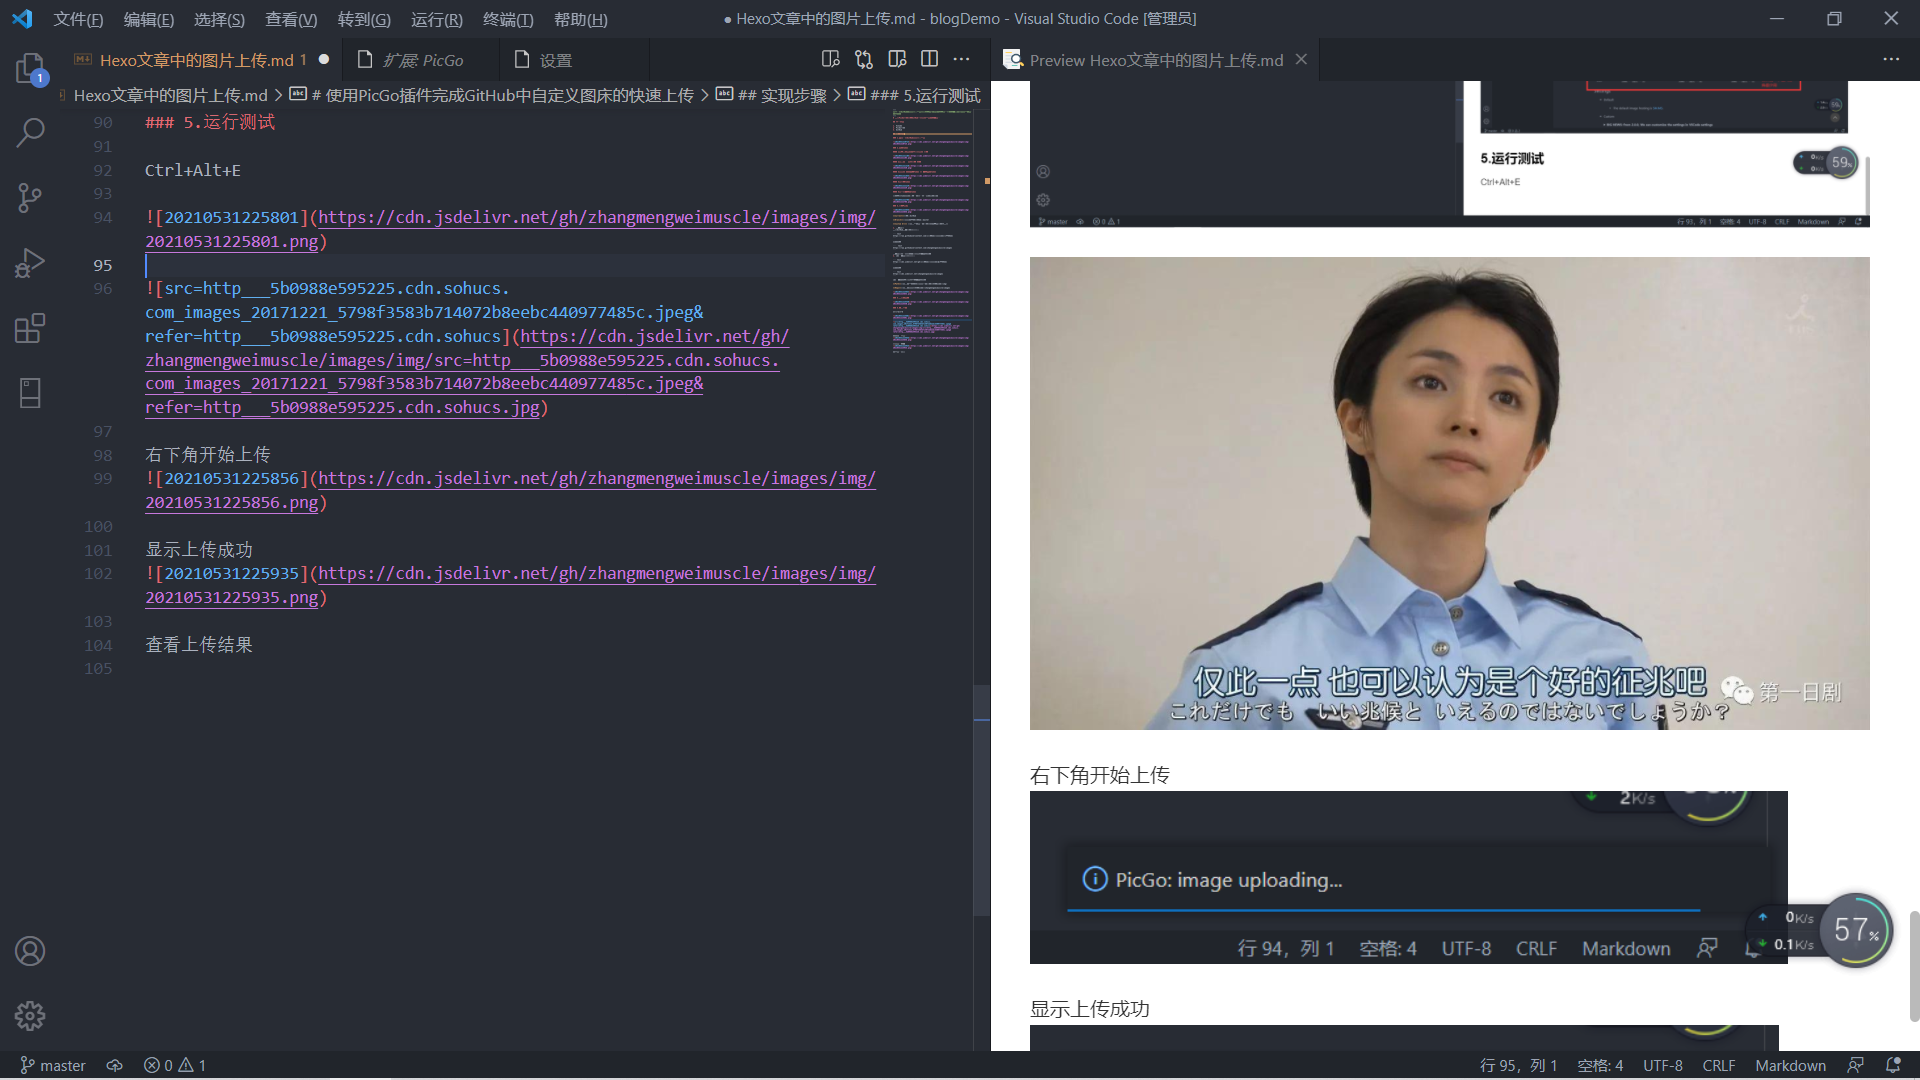 文件(F) 编辑(E) 选择(S) 查看(V) 转到(G) 运行(R) 终端(T) 帮助(H)
● Hexo文章中的图片上传.md - blogDemo - Visual Studio Code [管理员]
Hexo文章中的图片上传.md 1
扩展: PicGo
设置
Preview Hexo文章中的图片上传.md
Hexo文章中的图片上传.md > # 使用PicGo插件完成GitHub中自定义图床的快速上传 > ## 实现步骤 > ### 5.运行测试
1
90 ### 5.运行测试
91
92 Ctrl+Alt+E
93
94 ![20210531225801](https://cdn.jsdelivr.net/gh/zhangmengweimuscle/images/img/
20210531225801.png)
95
96 ![src=http___5b0988e595225.cdn.sohucs.
com_images_20171221_5798f3583b714072b8eebc440977485c.jpeg&
refer=http___5b0988e595225.cdn.sohucs](https://cdn.jsdelivr.net/gh/
zhangmengweimuscle/images/img/src=http___5b0988e595225.cdn.sohucs.
com_images_20171221_5798f3583b714072b8eebc440977485c.jpeg&
refer=http___5b0988e595225.cdn.sohucs.jpg)
97
98 右下角开始上传
99 ![20210531225856](https://cdn.jsdelivr.net/gh/zhangmengweimuscle/images/img/
20210531225856.png)
100
101 显示上传成功
102 ![20210531225935](https://cdn.jsdelivr.net/gh/zhangmengweimuscle/images/img/
20210531225935.png)
103
104 查看上传结果
105
5.运行测试
Ctrl+Alt+E
59%
master 0 1
行 93，列 1 空格: 4 UTF-8 CRLF Markdown
仅此一点 也可以认为是个好的征兆吧
第一日剧
これだけでも いい兆候と いえるのではないでしょうか？
右下角开始上传
2K/s
PicGo: image uploading...
行 94，列 1 空格: 4 UTF-8 CRLF Markdown
0K/s
0.1K/s
57%
显示上传成功
master 0 1
行 95，列 1 空格: 4 UTF-8 CRLF Markdown